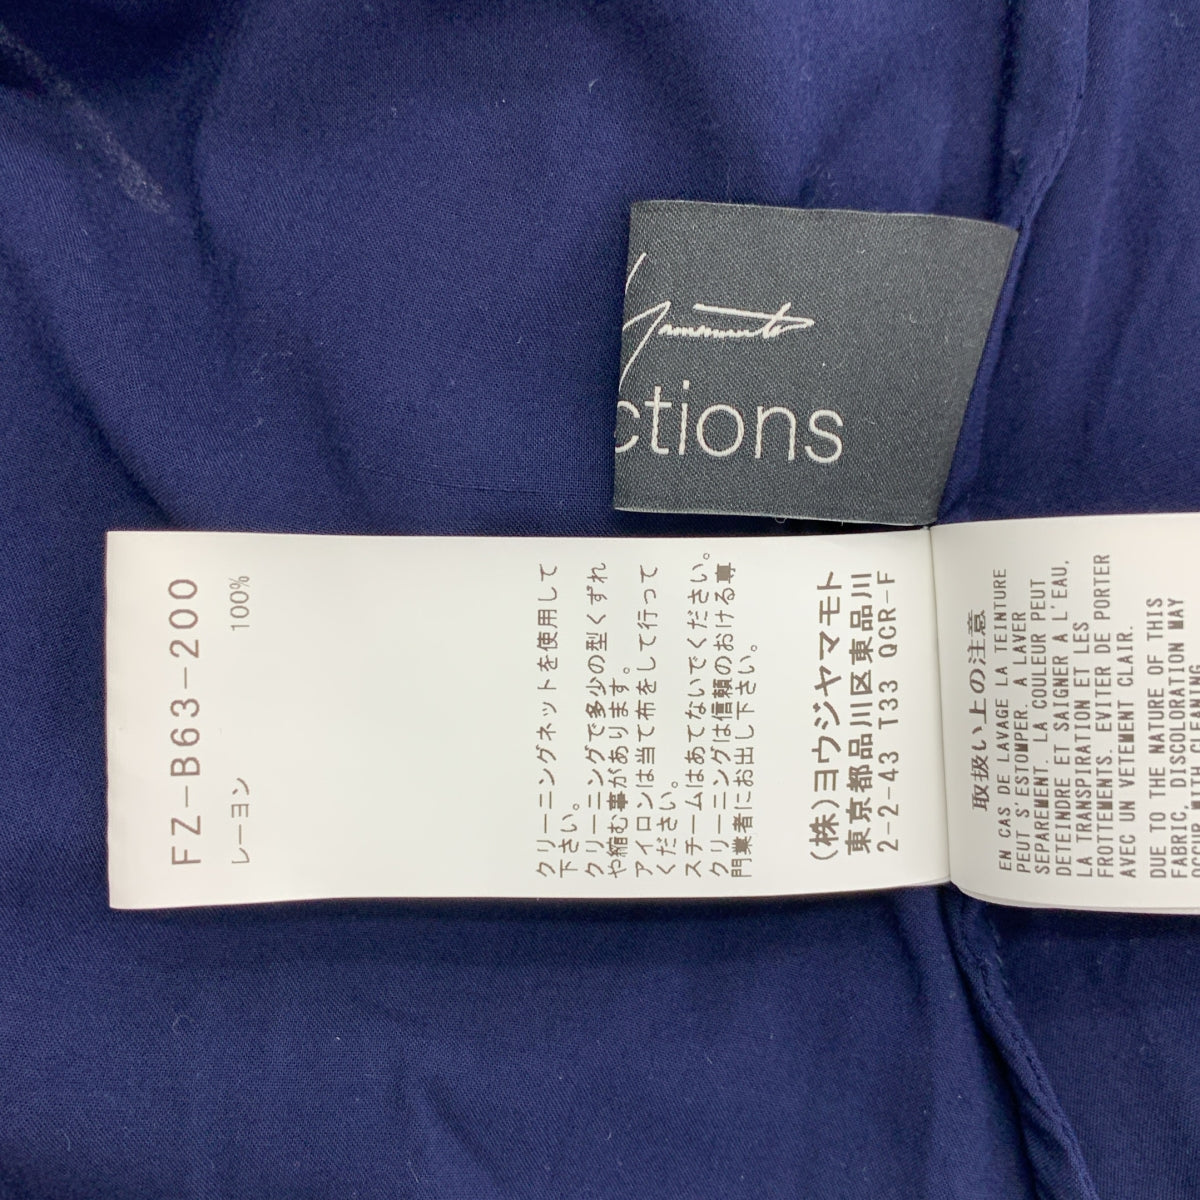 Yamamoto
ctions
FZ-B63-200
レーヨン 100%
クリーニングネットを使用して
下さい。
クリーニングで多少の型くずれ
や縮む事があります。
アイロンは当て布をして行って
ください。
スチームはあてないでください。
クリーニングは信頼のおける専
門業者にお出し下さい。
(株)ヨウジヤマモト
東京都品川区東品川
2-2-43 T33 QCR-F
取扱い上の注意
EN CAS DE LAVAGE LA TEINTURE
PEUT S'ESTOMPER. A LAVER
SEPAREMENT. LA COULEUR PEUT
DETEINDRE ET SAIGNER A L'EAU,
LA TRANSPIRATION ET LES
FROTTEMENTS. EVITER DE PORTER
AVEC UN VETEMENT CLAIR.
DUE TO THE NATURE OF THIS
FABRIC, DISCOLORATION MAY
OCCUR WITH CLEANING